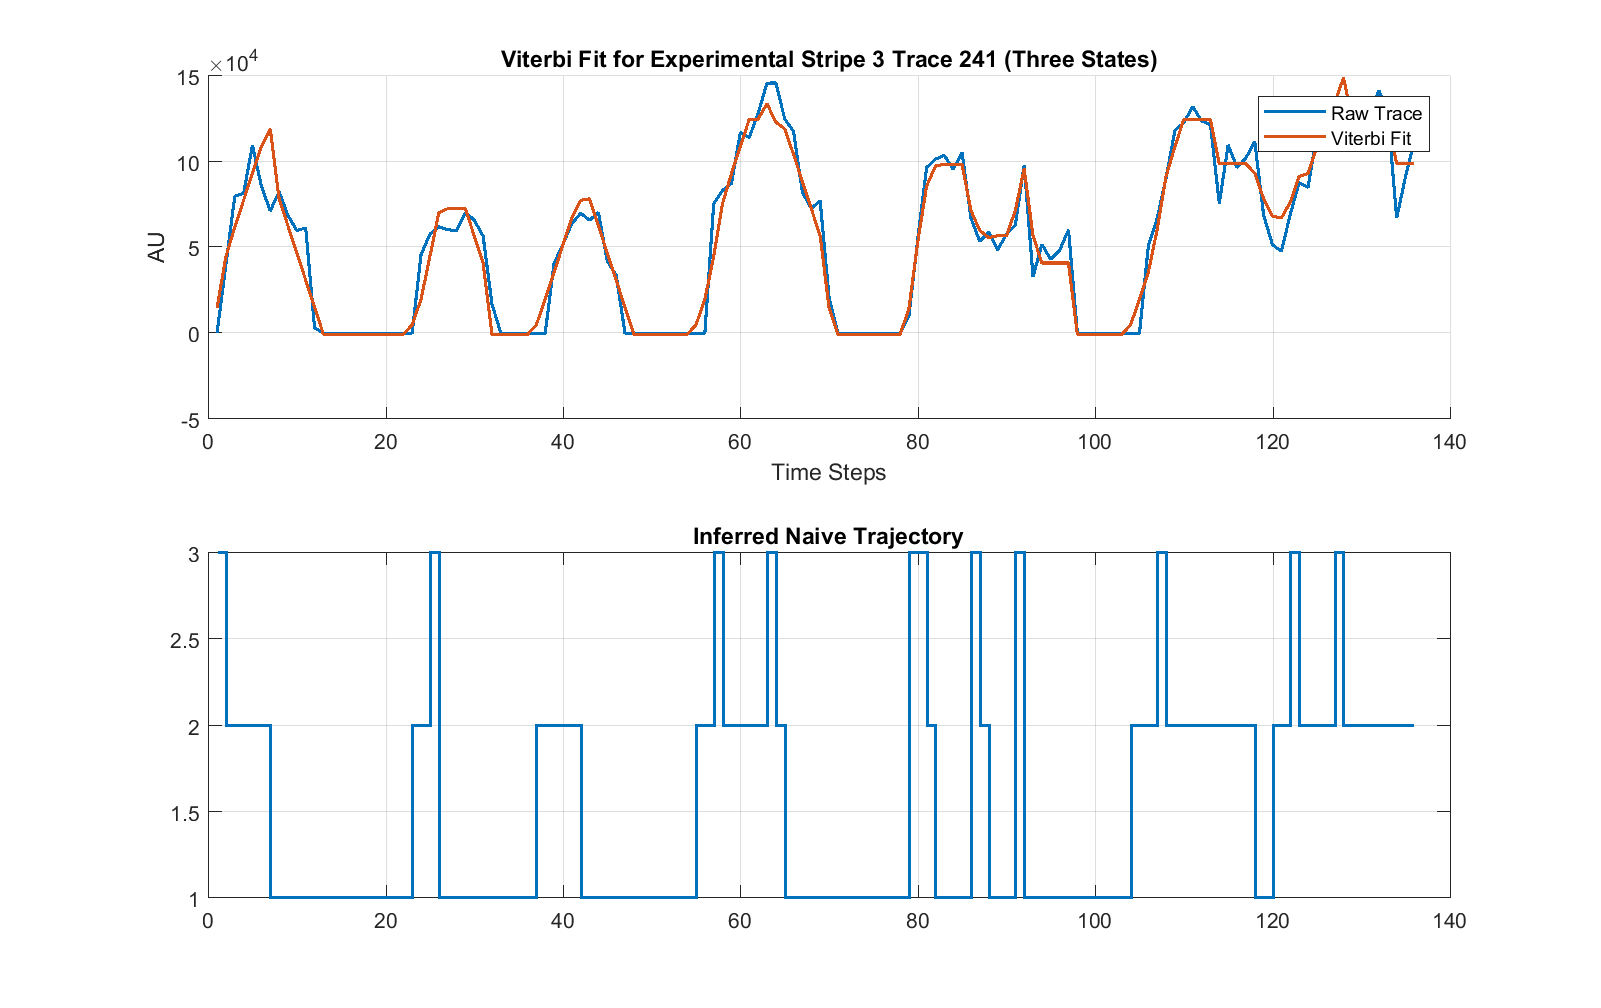 Viterbi Fit for Experimental Stripe 3 Trace 241 (Three States)
×10⁴
15
10
5
0
-5
AU
Raw Trace
Viterbi Fit
0 20 40 60 80 100 120 140
Time Steps
Inferred Naive Trajectory
3
2.5
2
1.5
1
0 20 40 60 80 100 120 140